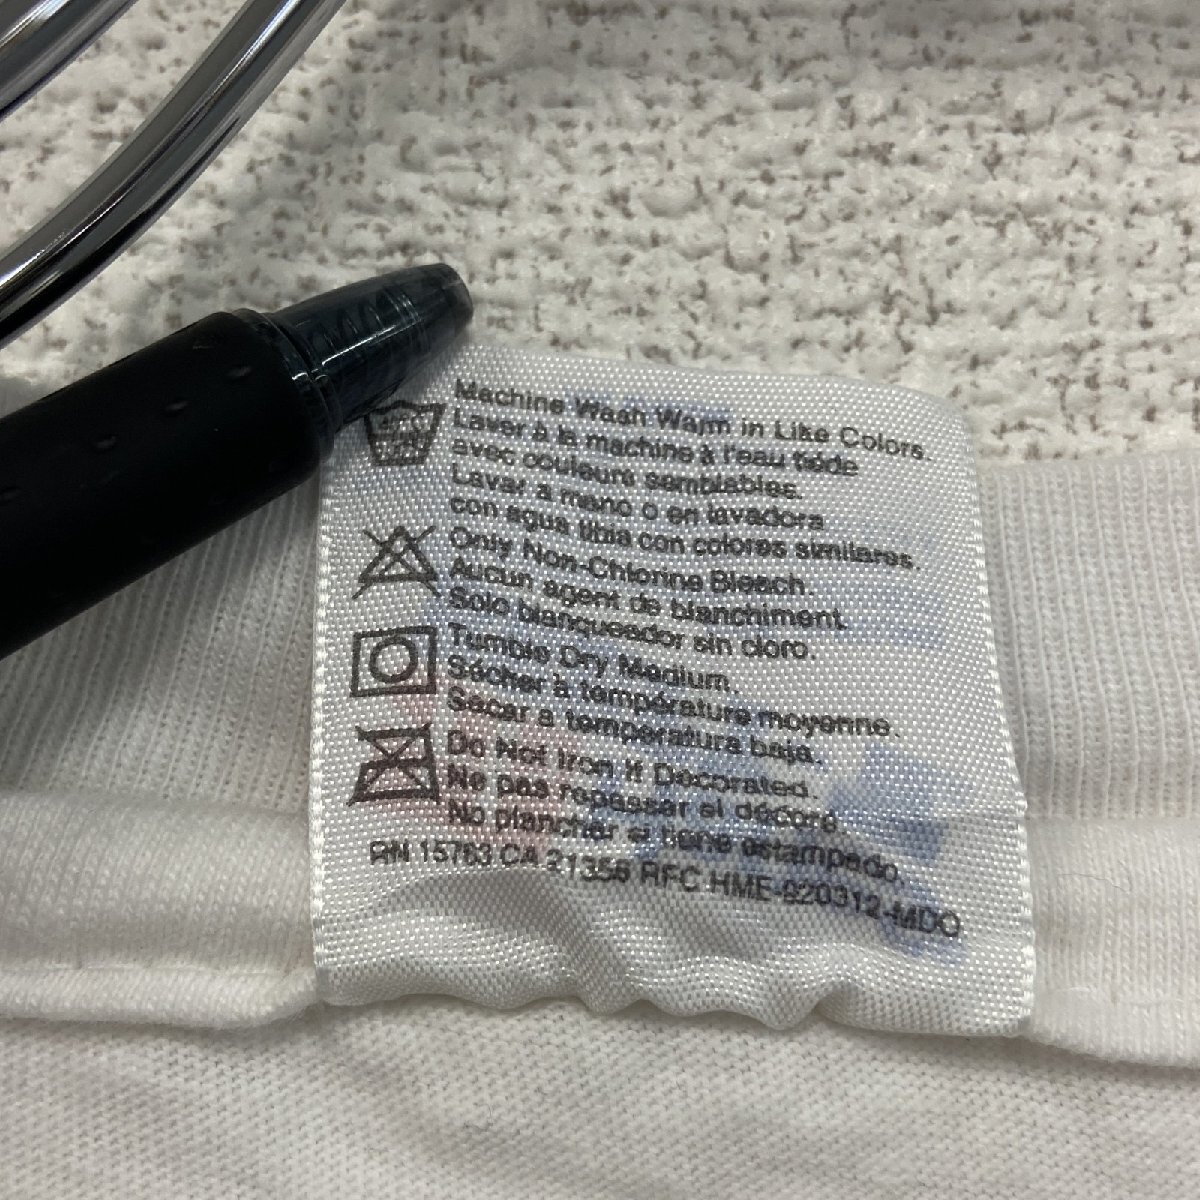 Machine Wash Warm in Like Colors.
Laver à la machine à l'eau tiède
avec couleurs semblables.
Lavar a mano o en lavadora
con agua tibia con colores similares.
Only Non-Chlorine Bleach.
Aucun agent de blanchiment.
Solo blanqueador sin cloro.
Tumble Dry Medium.
Sécher à température moyenne.
Secar a temperatura baja.
Do Not Iron if Decorated.
Ne pas repasser si décoré.
No planchar si tiene estampado.
RN 15763 CA 21356 RFC HME-920312-MDO